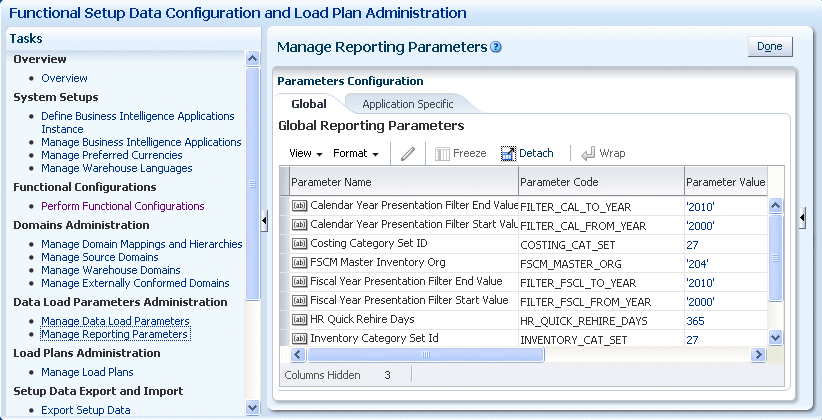 Functional Setup Data Configuration and Load Plan Administration
Tasks
Overview
Overview
System Setups
Define Business Intelligence Applications
Instance
Manage Business Intelligence Applications
Manage Preferred Currencies
Manage Warehouse Languages
Functional Configurations
Perform Functional Configurations
Domains Administration
Manage Domain Mappings and Hierarchies
Manage Source Domains
Manage Warehouse Domains
Manage Externally Conformed Domains
Data Load Parameters Administration
Manage Data Load Parameters
Manage Reporting Parameters
Load Plans Administration
Manage Load Plans
Setup Data Export and Import
Export Setup Data
Manage Reporting Parameters ?
Done
Parameters Configuration
Global Application Specific
Global Reporting Parameters
View Format Freeze Detach Wrap
Parameter Name Parameter Code Parameter Value
[ab] Calendar Year Presentation Filter End Value FILTER_CAL_TO_YEAR '2010'
[ab] Calendar Year Presentation Filter Start Valu FILTER_CAL_FROM_YEAR '2000'
[ab] Costing Category Set ID COSTING_CAT_SET 27
[ab] FSCM Master Inventory Org FSCM_MASTER_ORG '204'
[ab] Fiscal Year Presentation Filter End Value FILTER_FSCL_TO_YEAR '2010'
[ab] Fiscal Year Presentation Filter Start Value FILTER_FSCL_FROM_YEAR '2000'
[ab] HR Quick Rehire Days HR_QUICK_REHIRE_DAYS 365
[ab] Inventory Category Set Id INVENTORY_CAT_SET 27
Columns Hidden 3